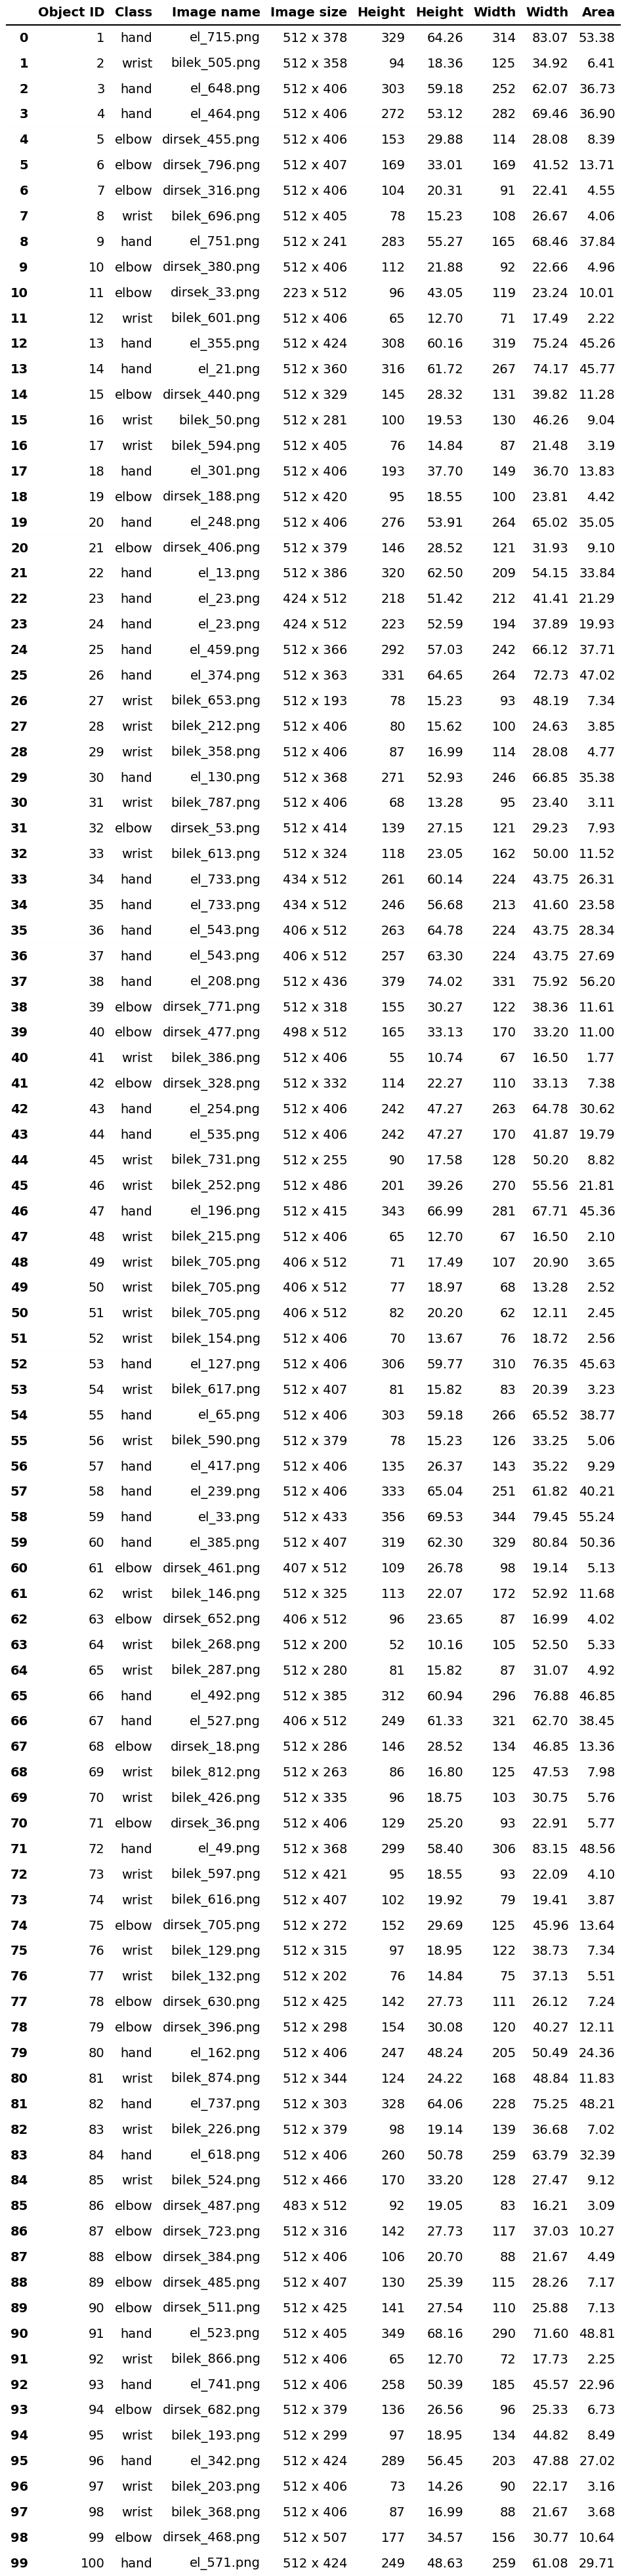 Object ID Class Image name Image size Height Height Width Width Area
0 1 hand el_715.png 512 x 378 329 64.26 314 83.07 53.38
1 2 wrist bilek_505.png 512 x 358 94 18.36 125 34.92 6.41
2 3 hand el_648.png 512 x 406 303 59.18 252 62.07 36.73
3 4 hand el_464.png 512 x 406 272 53.12 282 69.46 36.90
4 5 elbow dirsek_455.png 512 x 406 153 29.88 114 28.08 8.39
5 6 elbow dirsek_796.png 512 x 407 169 33.01 169 41.52 13.71
6 7 elbow dirsek_316.png 512 x 406 104 20.31 91 22.41 4.55
7 8 wrist bilek_696.png 512 x 405 78 15.23 108 26.67 4.06
8 9 hand el_751.png 512 x 241 283 55.27 165 68.46 37.84
9 10 elbow dirsek_380.png 512 x 406 112 21.88 92 22.66 4.96
10 11 elbow dirsek_33.png 223 x 512 96 43.05 119 23.24 10.01
11 12 wrist bilek_601.png 512 x 406 65 12.70 71 17.49 2.22
12 13 hand el_355.png 512 x 424 308 60.16 319 75.24 45.26
13 14 hand el_21.png 512 x 360 316 61.72 267 74.17 45.77
14 15 elbow dirsek_440.png 512 x 329 145 28.32 131 39.82 11.28
15 16 wrist bilek_50.png 512 x 281 100 19.53 130 46.26 9.04
16 17 wrist bilek_594.png 512 x 405 76 14.84 87 21.48 3.19
17 18 hand el_301.png 512 x 406 193 37.70 149 36.70 13.83
18 19 elbow dirsek_188.png 512 x 420 95 18.55 100 23.81 4.42
19 20 hand el_248.png 512 x 406 276 53.91 264 65.02 35.05
20 21 elbow dirsek_406.png 512 x 379 146 28.52 121 31.93 9.10
21 22 hand el_13.png 512 x 386 320 62.50 209 54.15 33.84
22 23 hand el_23.png 424 x 512 218 51.42 212 41.41 21.29
23 24 hand el_23.png 424 x 512 223 52.59 194 37.89 19.93
24 25 hand el_459.png 512 x 366 292 57.03 242 66.12 37.71
25 26 hand el_374.png 512 x 363 331 64.65 264 72.73 47.02
26 27 wrist bilek_653.png 512 x 193 78 15.23 93 48.19 7.34
27 28 wrist bilek_212.png 512 x 406 80 15.62 100 24.63 3.85
28 29 wrist bilek_358.png 512 x 406 87 16.99 114 28.08 4.77
29 30 hand el_130.png 512 x 368 271 52.93 246 66.85 35.38
30 31 wrist bilek_787.png 512 x 406 68 13.28 95 23.40 3.11
31 32 elbow dirsek_53.png 512 x 414 139 27.15 121 29.23 7.93
32 33 wrist bilek_613.png 512 x 324 118 23.05 162 50.00 11.52
33 34 hand el_733.png 434 x 512 261 60.14 224 43.75 26.31
34 35 hand el_733.png 434 x 512 246 56.68 213 41.60 23.58
35 36 hand el_543.png 406 x 512 263 64.78 224 43.75 28.34
36 37 hand el_543.png 406 x 512 257 63.30 224 43.75 27.69
37 38 hand el_208.png 512 x 436 379 74.02 331 75.92 56.20
38 39 elbow dirsek_771.png 512 x 318 155 30.27 122 38.36 11.61
39 40 elbow dirsek_477.png 498 x 512 165 33.13 170 33.20 11.00
40 41 wrist bilek_386.png 512 x 406 55 10.74 67 16.50 1.77
41 42 elbow dirsek_328.png 512 x 332 114 22.27 110 33.13 7.38
42 43 hand el_254.png 512 x 406 242 47.27 263 64.78 30.62
43 44 hand el_535.png 512 x 406 242 47.27 170 41.87 19.79
44 45 wrist bilek_731.png 512 x 255 90 17.58 128 50.20 8.82
45 46 wrist bilek_252.png 512 x 486 201 39.26 270 55.56 21.81
46 47 hand el_196.png 512 x 415 343 66.99 281 67.71 45.36
47 48 wrist bilek_215.png 512 x 406 65 12.70 67 16.50 2.10
48 49 wrist bilek_705.png 406 x 512 71 17.49 107 20.90 3.65
49 50 wrist bilek_705.png 406 x 512 77 18.97 68 13.28 2.52
50 51 wrist bilek_705.png 406 x 512 82 20.20 62 12.11 2.45
51 52 wrist bilek_154.png 512 x 406 70 13.67 76 18.72 2.56
52 53 hand el_127.png 512 x 406 306 59.77 310 76.35 45.63
53 54 wrist bilek_617.png 512 x 407 81 15.82 83 20.39 3.23
54 55 hand el_65.png 512 x 406 303 59.18 266 65.52 38.77
55 56 wrist bilek_590.png 512 x 379 78 15.23 126 33.25 5.06
56 57 hand el_417.png 512 x 406 135 26.37 143 35.22 9.29
57 58 hand el_239.png 512 x 406 333 65.04 251 61.82 40.21
58 59 hand el_33.png 512 x 433 356 69.53 344 79.45 55.24
59 60 hand el_385.png 512 x 407 319 62.30 329 80.84 50.36
60 61 elbow dirsek_461.png 407 x 512 109 26.78 98 19.14 5.13
61 62 wrist bilek_146.png 512 x 325 113 22.07 172 52.92 11.68
62 63 elbow dirsek_652.png 406 x 512 96 23.65 87 16.99 4.02
63 64 wrist bilek_268.png 512 x 200 52 10.16 105 52.50 5.33
64 65 wrist bilek_287.png 512 x 280 81 15.82 87 31.07 4.92
65 66 hand el_492.png 512 x 385 312 60.94 296 76.88 46.85
66 67 hand el_527.png 406 x 512 249 61.33 321 62.70 38.45
67 68 elbow dirsek_18.png 512 x 286 146 28.52 134 46.85 13.36
68 69 wrist bilek_812.png 512 x 263 86 16.80 125 47.53 7.98
69 70 wrist bilek_426.png 512 x 335 96 18.75 103 30.75 5.76
70 71 elbow dirsek_36.png 512 x 406 129 25.20 93 22.91 5.77
71 72 hand el_49.png 512 x 368 299 58.40 306 83.15 48.56
72 73 wrist bilek_597.png 512 x 421 95 18.55 93 22.09 4.10
73 74 wrist bilek_616.png 512 x 407 102 19.92 79 19.41 3.87
74 75 elbow dirsek_705.png 512 x 272 152 29.69 125 45.96 13.64
75 76 wrist bilek_129.png 512 x 315 97 18.95 122 38.73 7.34
76 77 wrist bilek_132.png 512 x 202 76 14.84 75 37.13 5.51
77 78 elbow dirsek_630.png 512 x 425 142 27.73 111 26.12 7.24
78 79 elbow dirsek_396.png 512 x 298 154 30.08 120 40.27 12.11
79 80 hand el_162.png 512 x 406 247 48.24 205 50.49 24.36
80 81 wrist bilek_874.png 512 x 344 124 24.22 168 48.84 11.83
81 82 hand el_737.png 512 x 303 328 64.06 228 75.25 48.21
82 83 wrist bilek_226.png 512 x 379 98 19.14 139 36.68 7.02
83 84 hand el_618.png 512 x 406 260 50.78 259 63.79 32.39
84 85 wrist bilek_524.png 512 x 466 170 33.20 128 27.47 9.12
85 86 elbow dirsek_487.png 483 x 512 92 19.05 83 16.21 3.09
86 87 elbow dirsek_723.png 512 x 316 142 27.73 117 37.03 10.27
87 88 elbow dirsek_384.png 512 x 406 106 20.70 88 21.67 4.49
88 89 elbow dirsek_485.png 512 x 407 130 25.39 115 28.26 7.17
89 90 elbow dirsek_511.png 512 x 425 141 27.54 110 25.88 7.13
90 91 hand el_523.png 512 x 405 349 68.16 290 71.60 48.81
91 92 wrist bilek_866.png 512 x 406 65 12.70 72 17.73 2.25
92 93 hand el_741.png 512 x 406 258 50.39 185 45.57 22.96
93 94 elbow dirsek_682.png 512 x 379 136 26.56 96 25.33 6.73
94 95 wrist bilek_193.png 512 x 299 97 18.95 134 44.82 8.49
95 96 hand el_342.png 512 x 424 289 56.45 203 47.88 27.02
96 97 wrist bilek_203.png 512 x 406 73 14.26 90 22.17 3.16
97 98 wrist bilek_368.png 512 x 406 87 16.99 88 21.67 3.68
98 99 elbow dirsek_468.png 512 x 507 177 34.57 156 30.77 10.64
99 100 hand el_571.png 512 x 424 249 48.63 259 61.08 29.71